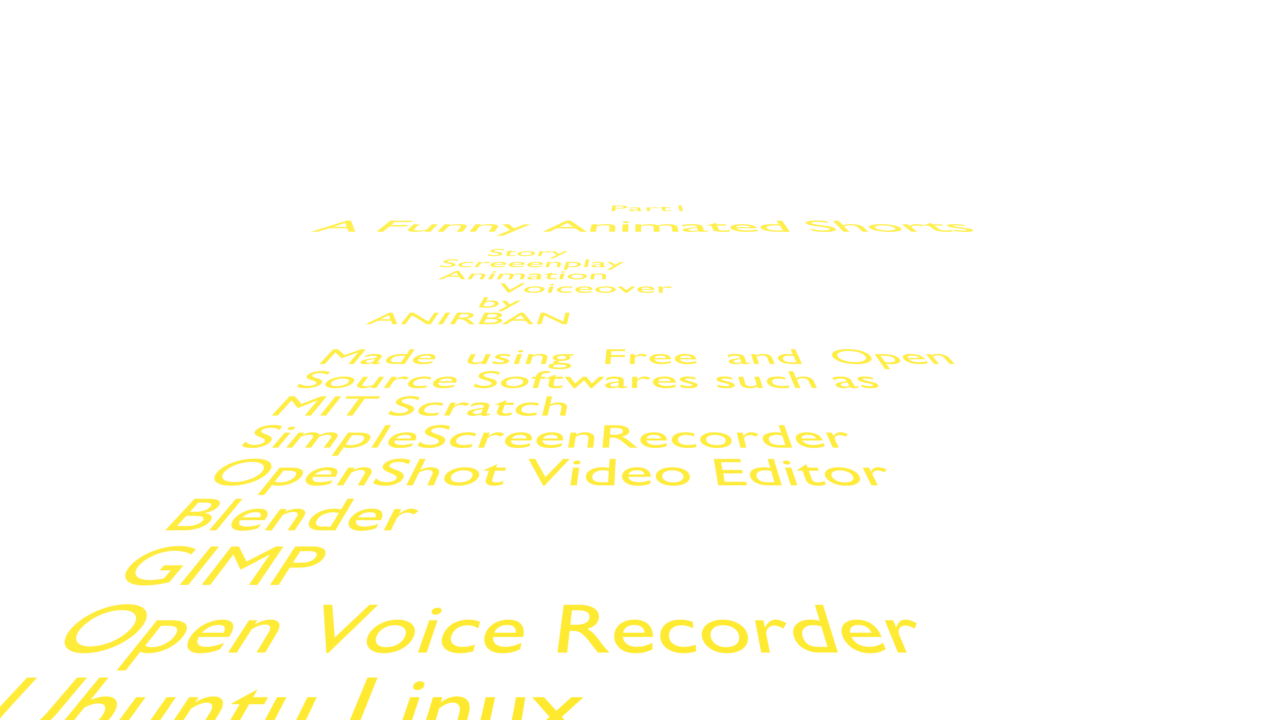 Part I
A Funny Animated Shorts
Story
Screeenplay
Animation
Voiceover
by
ANIRBAN
Made using Free and Open
Source Softwares such as
MIT Scratch
SimpleScreenRecorder
OpenShot Video Editor
Blender
GIMP
Open Voice Recorder
Ubuntu Linux